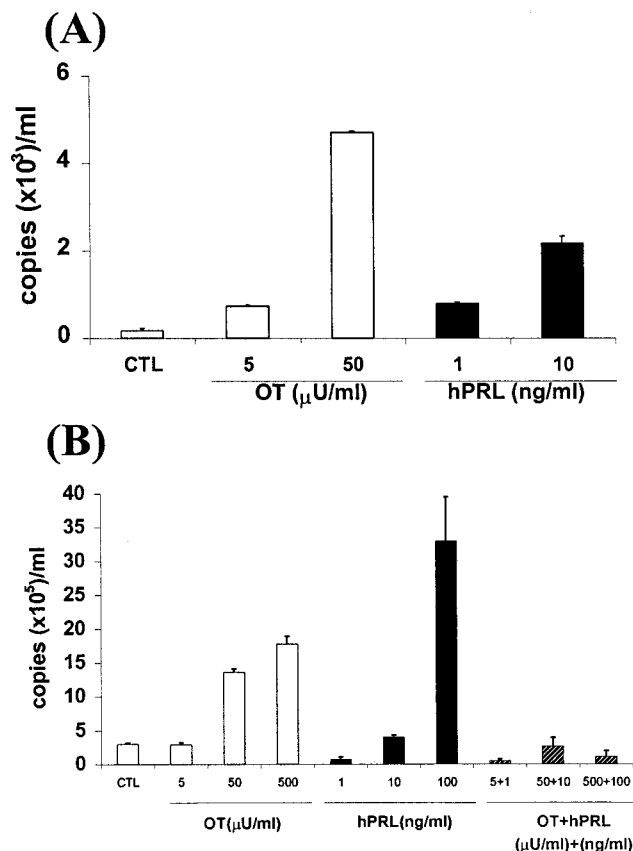 (A)
copies (x10³)/ml
6
4
2
0
CTL 5 50 1 10
OT (μU/ml) hPRL (ng/ml)
(B)
copies (x10⁵)/ml
40
35
30
25
20
15
10
5
0
CTL 5 50 500 1 10 100 5+1 50+10 500+100
OT(μU/ml) hPRL(ng/ml) OT+hPRL
(μU/ml)+(ng/ml)